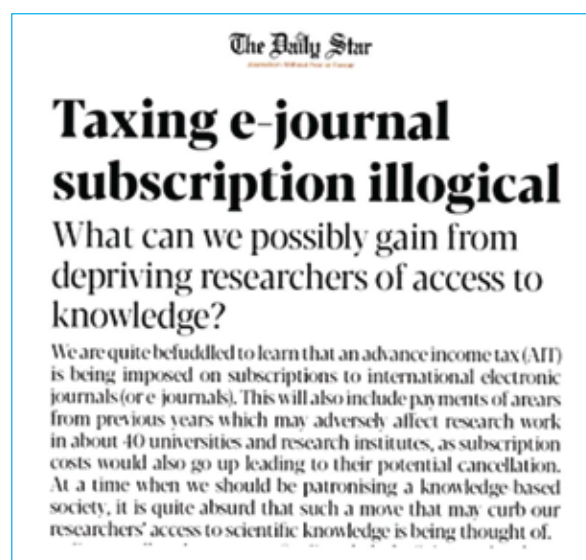 The Daily Star
Journalism Without Fear or Favour
Taxing e-journal
subscription illogical
What can we possibly gain from
depriving researchers of access to
knowledge?
We are quite befuddled to learn that an advance income tax (AIT)
is being imposed on subscriptions to international electronic
journals (or e journals). This will also include payments of arears
from previous years which may adversely affect research work
in about 40 universities and research institutes, as subscription
costs would also go up leading to their potential cancellation.
At a time when we should be patronising a knowledge-based
society, it is quite absurd that such a move that may curb our
researchers' access to scientific knowledge is being thought of.